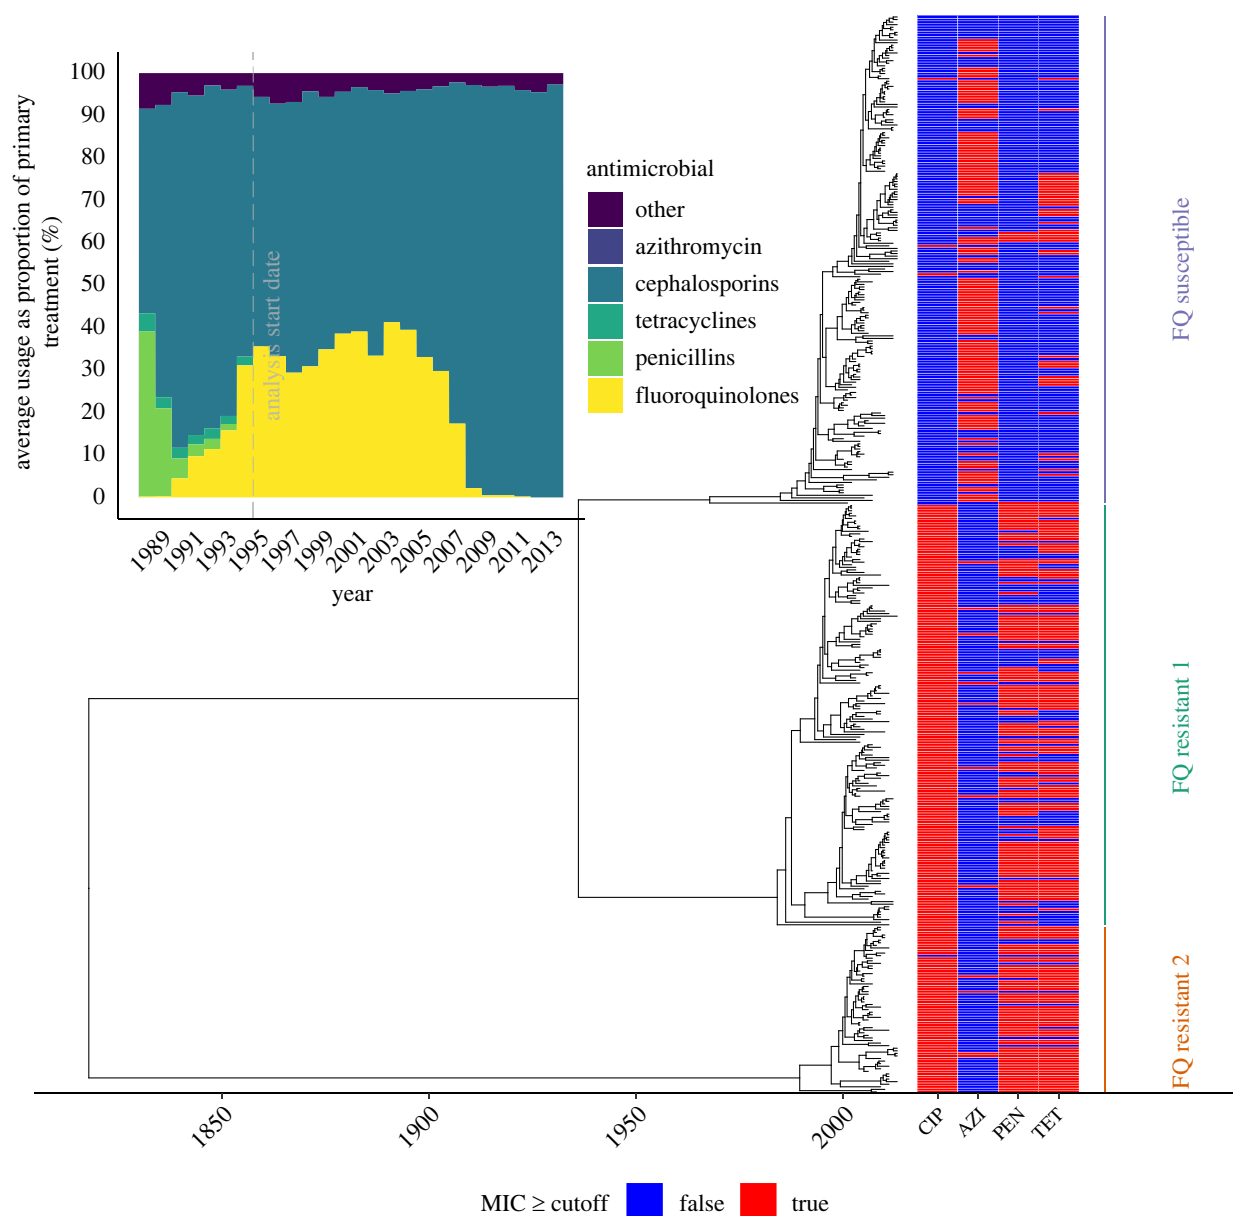 average usage as proportion of primary
treatment (%)
100
90
80
70
60
50
40
30
20
10
0
analysis start date
1989 1991 1993 1995 1997 1999 2001 2003 2005 2007 2009 2011 2013
year
antimicrobial
other
azithromycin
cephalosporins
tetracyclines
penicillins
fluoroquinolones
FQ susceptible
FQ resistant 1
FQ resistant 2
1850 1900 1950 2000 CIP AZI PEN TET
MIC ≥ cutoff false true